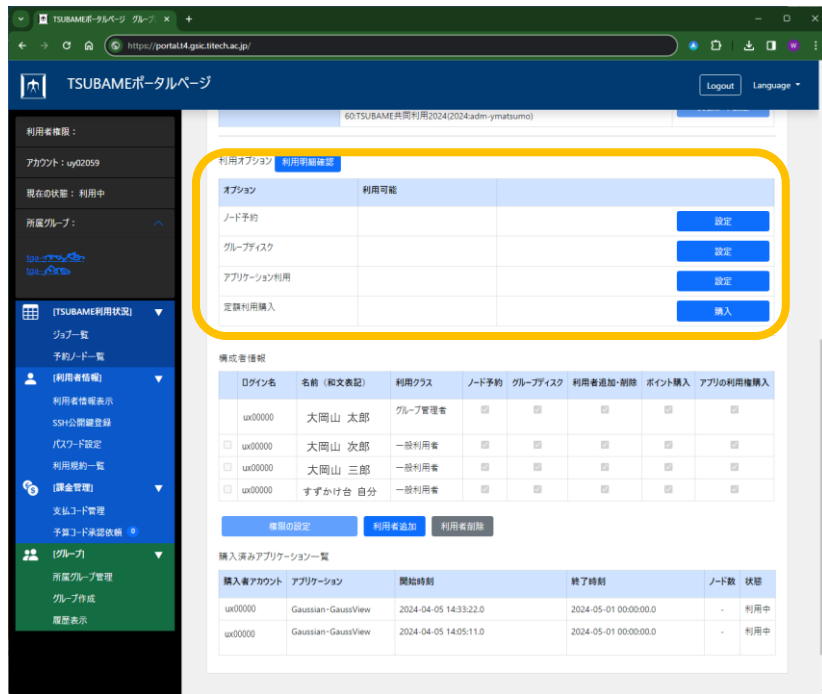 TSUBAMEポータルページ グループ
https://portal.t4.gsic.titech.ac.jp/
W
TSUBAMEポータルページ
Logout
Language
利用者権限：
アカウント：uy02059
現在の状態： 利用中
所属グループ：
tga-
tga-
[TSUBAME利用状況]
ジョブ一覧
予約ノード一覧
[利用者情報]
利用者情報表示
SSH公開鍵登録
パスワード設定
利用規約一覧
[課金管理]
支払コード管理
予算コード承認依頼 0
[グループ]
所属グループ管理
グループ作成
履歴表示
60:TSUBAME共同利用2024(2024:adm-ymatsumo)
利用オプション 利用明細確認
オプション 利用可能
ノード予約 設定
グループディスク 設定
アプリケーション利用 設定
定額利用購入 購入
構成者情報
ログイン名 名前（和文表記） 利用クラス ノード予約 グループディスク 利用者追加・削除 ポイント購入 アプリの利用権購入
ux00000 大岡山 太郎 グループ管理者
ux00000 大岡山 次郎 一般利用者
ux00000 大岡山 三郎 一般利用者
ux00000 すずかけ台 自分 一般利用者
権限の設定 利用者追加 利用者削除
購入済みアプリケーション一覧
購入者アカウント アプリケーション 開始時刻 終了時刻 ノード数 状態
ux00000 Gaussian-GaussView 2024-04-05 14:33:22.0 2024-05-01 00:00:00.0 - 利用中
ux00000 Gaussian-GaussView 2024-04-05 14:05:11.0 2024-05-01 00:00:00.0 - 利用中